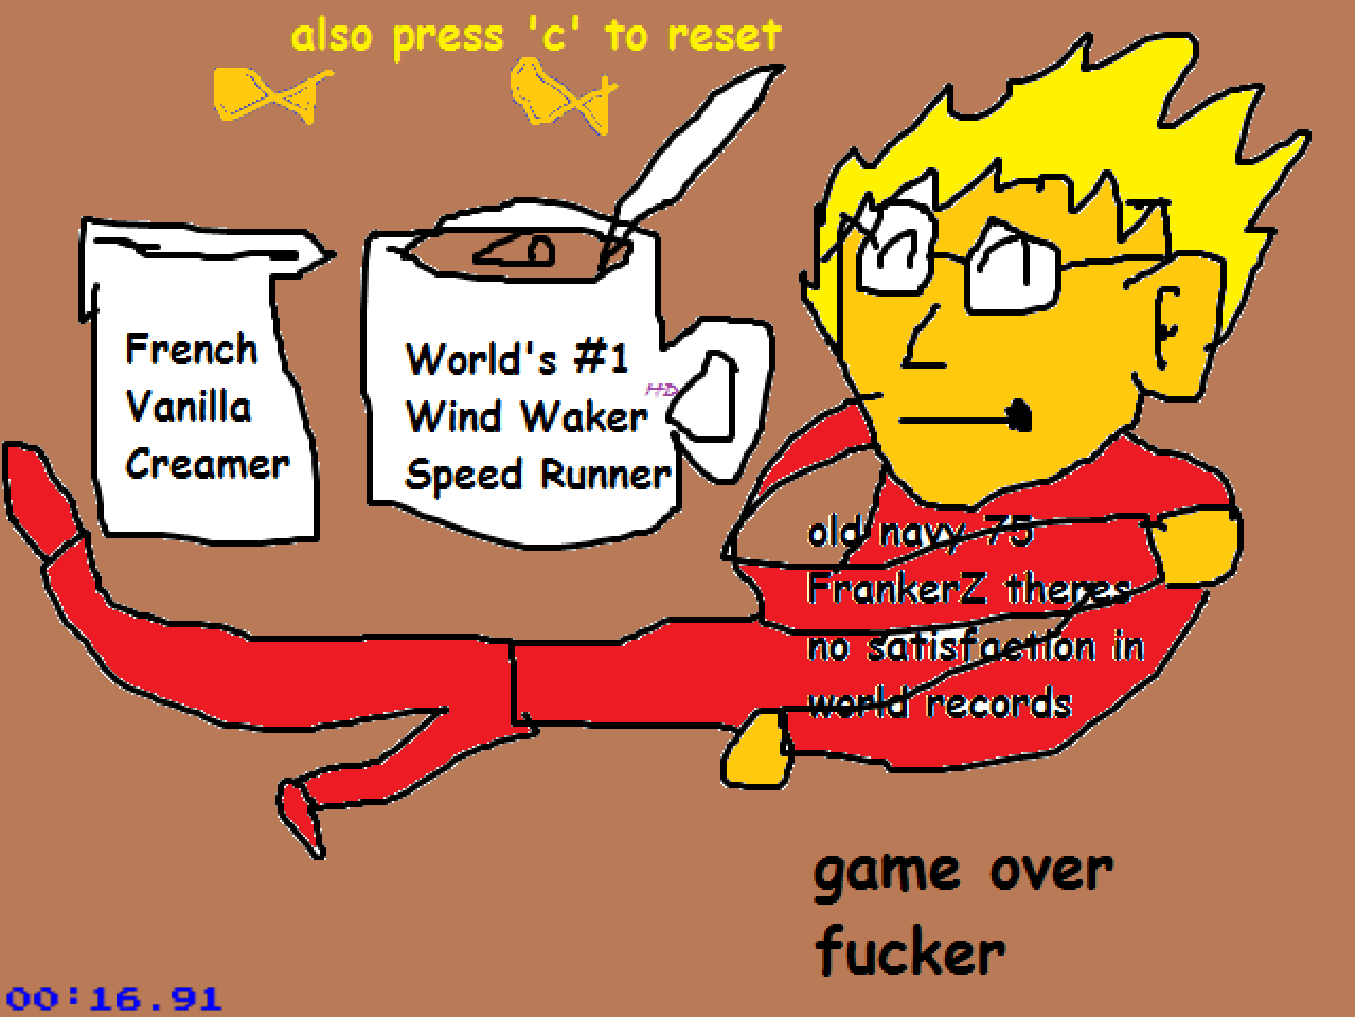 also press 'c' to reset
French
Vanilla
Creamer
World's #1
HD
Wind Waker
Speed Runner
old navy 75
FrankerZ theres
no satisfaction in
world records
game over
fucker
00:16.91